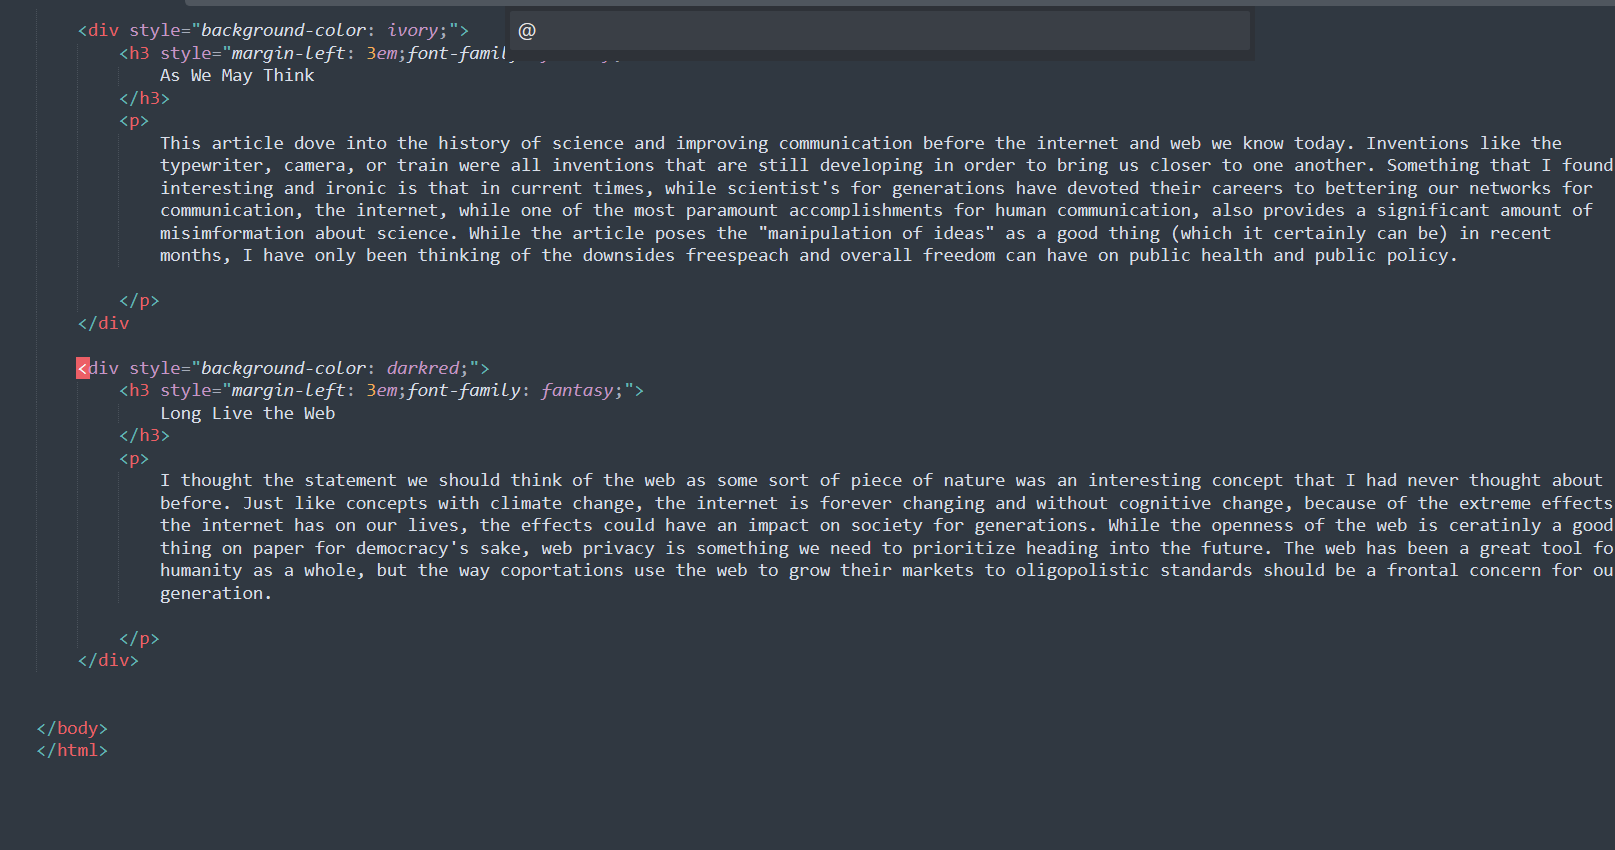 <div style="background-color: ivory;">
@
<h3 style="margin-left: 3em;font-famil
As We May Think
</h3>
<p>
This article dove into the history of science and improving communication before the internet and web we know today. Inventions like the
typewriter, camera, or train were all inventions that are still developing in order to bring us closer to one another. Something that I found
interesting and ironic is that in current times, while scientist's for generations have devoted their careers to bettering our networks for
communication, the internet, while one of the most paramount accomplishments for human communication, also provides a significant amount of
misimformation about science. While the article poses the "manipulation of ideas" as a good thing (which it certainly can be) in recent
months, I have only been thinking of the downsides freespeach and overall freedom can have on public health and public policy.
</p>
</div
<div style="background-color: darkred;">
<h3 style="margin-left: 3em;font-family: fantasy;">
Long Live the Web
</h3>
<p>
I thought the statement we should think of the web as some sort of piece of nature was an interesting concept that I had never thought about
before. Just like concepts with climate change, the internet is forever changing and without cognitive change, because of the extreme effects
the internet has on our lives, the effects could have an impact on society for generations. While the openness of the web is ceratinly a good
thing on paper for democracy's sake, web privacy is something we need to prioritize heading into the future. The web has been a great tool fo
humanity as a whole, but the way coportations use the web to grow their markets to oligopolistic standards should be a frontal concern for ou
generation.
</p>
</div>
</body>
</html>